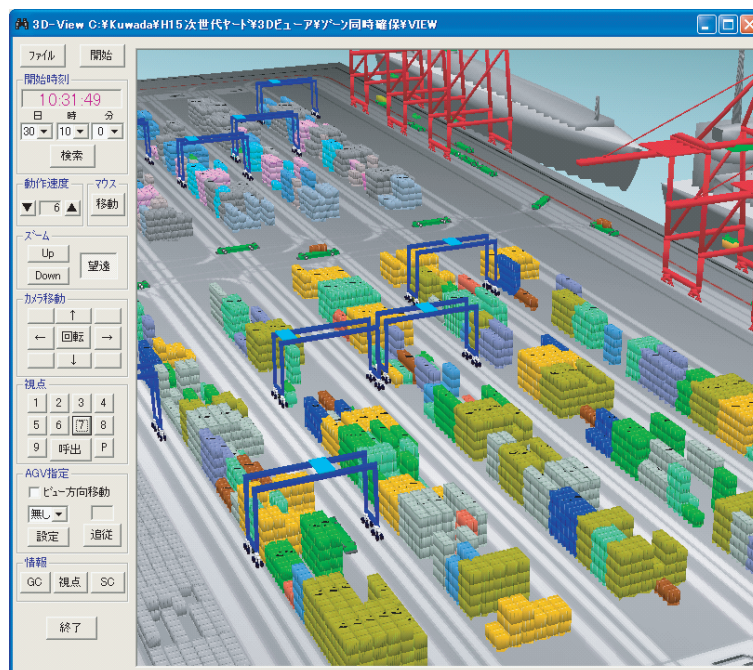 3D-View C:¥Kuwada¥H15次世代ヤード¥3Dビューア¥ゾーン同時確保¥VIEW
ファイル 開始
開始時刻
10:31:49
日 時 分
30 10 0
検索
動作速度 マウス
6 移動
ズーム
Up
望遠
Down
カメラ移動
↑
← 回転 →
↓
視点
1 2 3 4
5 6 7 8
9 呼出 P
AGV指定
ビュー方向移動
無し
設定 追従
情報
GC 視点 SC
終了